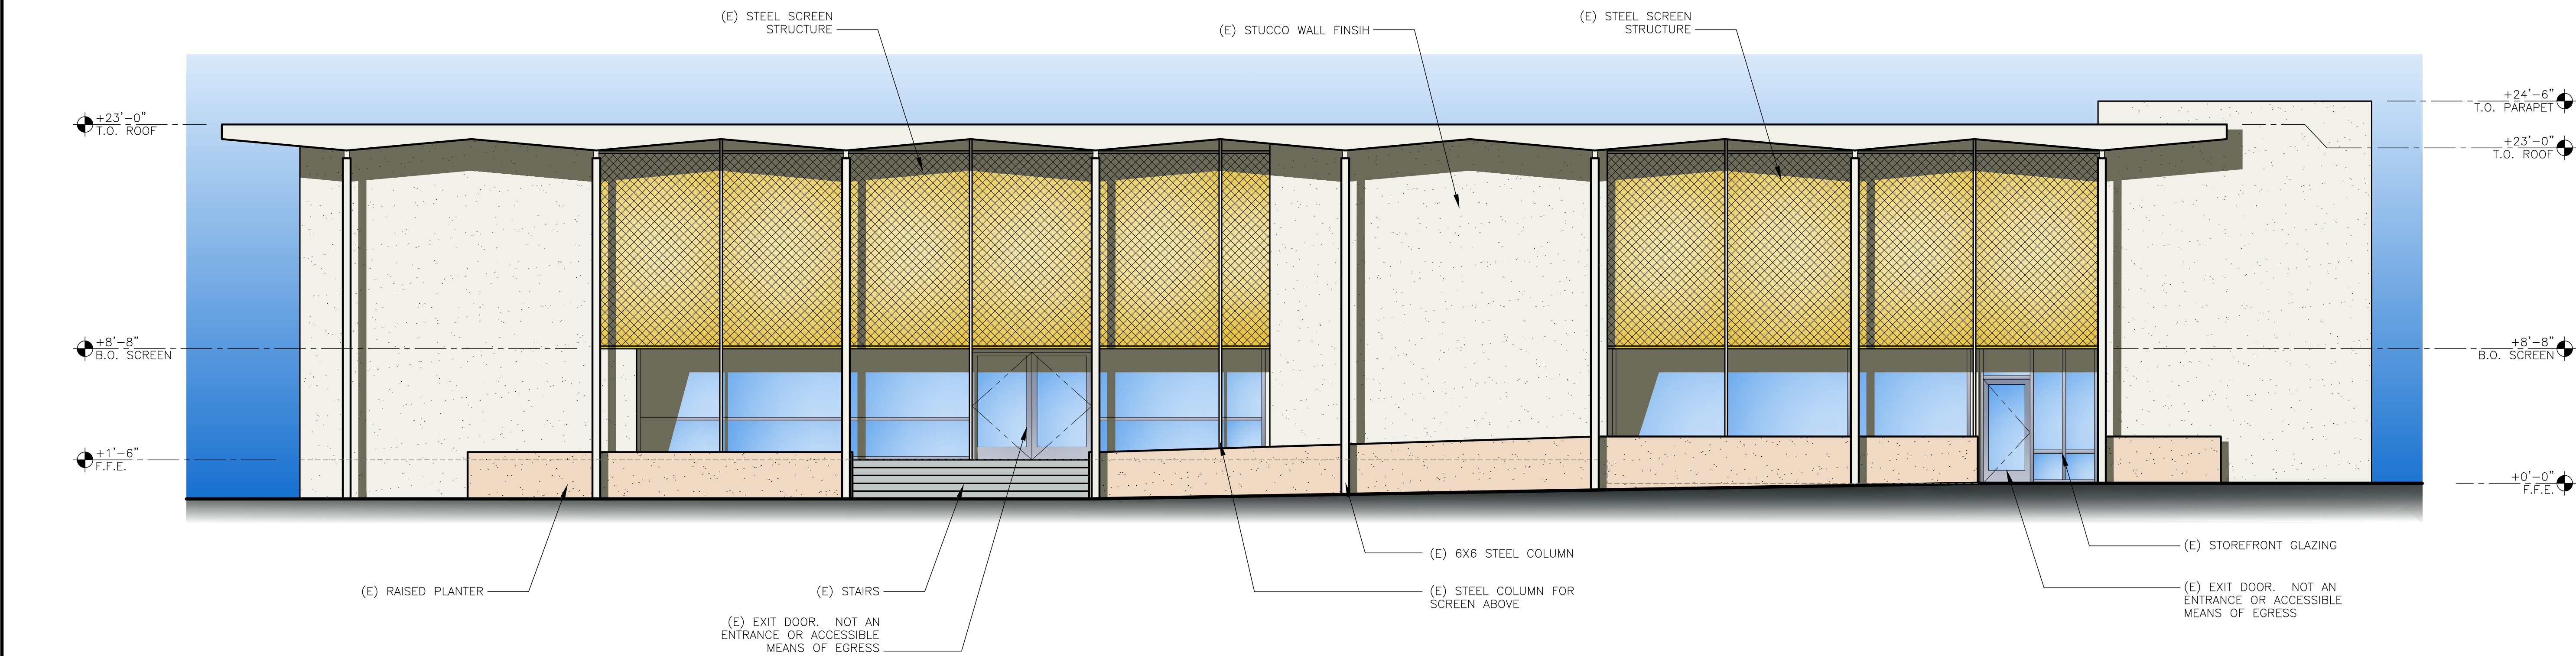 (E) STEEL SCREEN
STRUCTURE
(E) STUCCO WALL FINSIH
(E) STEEL SCREEN
STRUCTURE
+23'-0"
T.O. ROOF
+24'-6"
T.O. PARAPET
+23'-0"
T.O. ROOF
+8'-8"
B.O. SCREEN
+8'-8"
B.O. SCREEN
+1'-6"
F.F.E.
+0'-0"
F.F.E.
(E) RAISED PLANTER
(E) STAIRS
(E) EXIT DOOR. NOT AN
ENTRANCE OR ACCESSIBLE
MEANS OF EGRESS
(E) 6X6 STEEL COLUMN
(E) STEEL COLUMN FOR
SCREEN ABOVE
(E) STOREFRONT GLAZING
(E) EXIT DOOR. NOT AN
ENTRANCE OR ACCESSIBLE
MEANS OF EGRESS